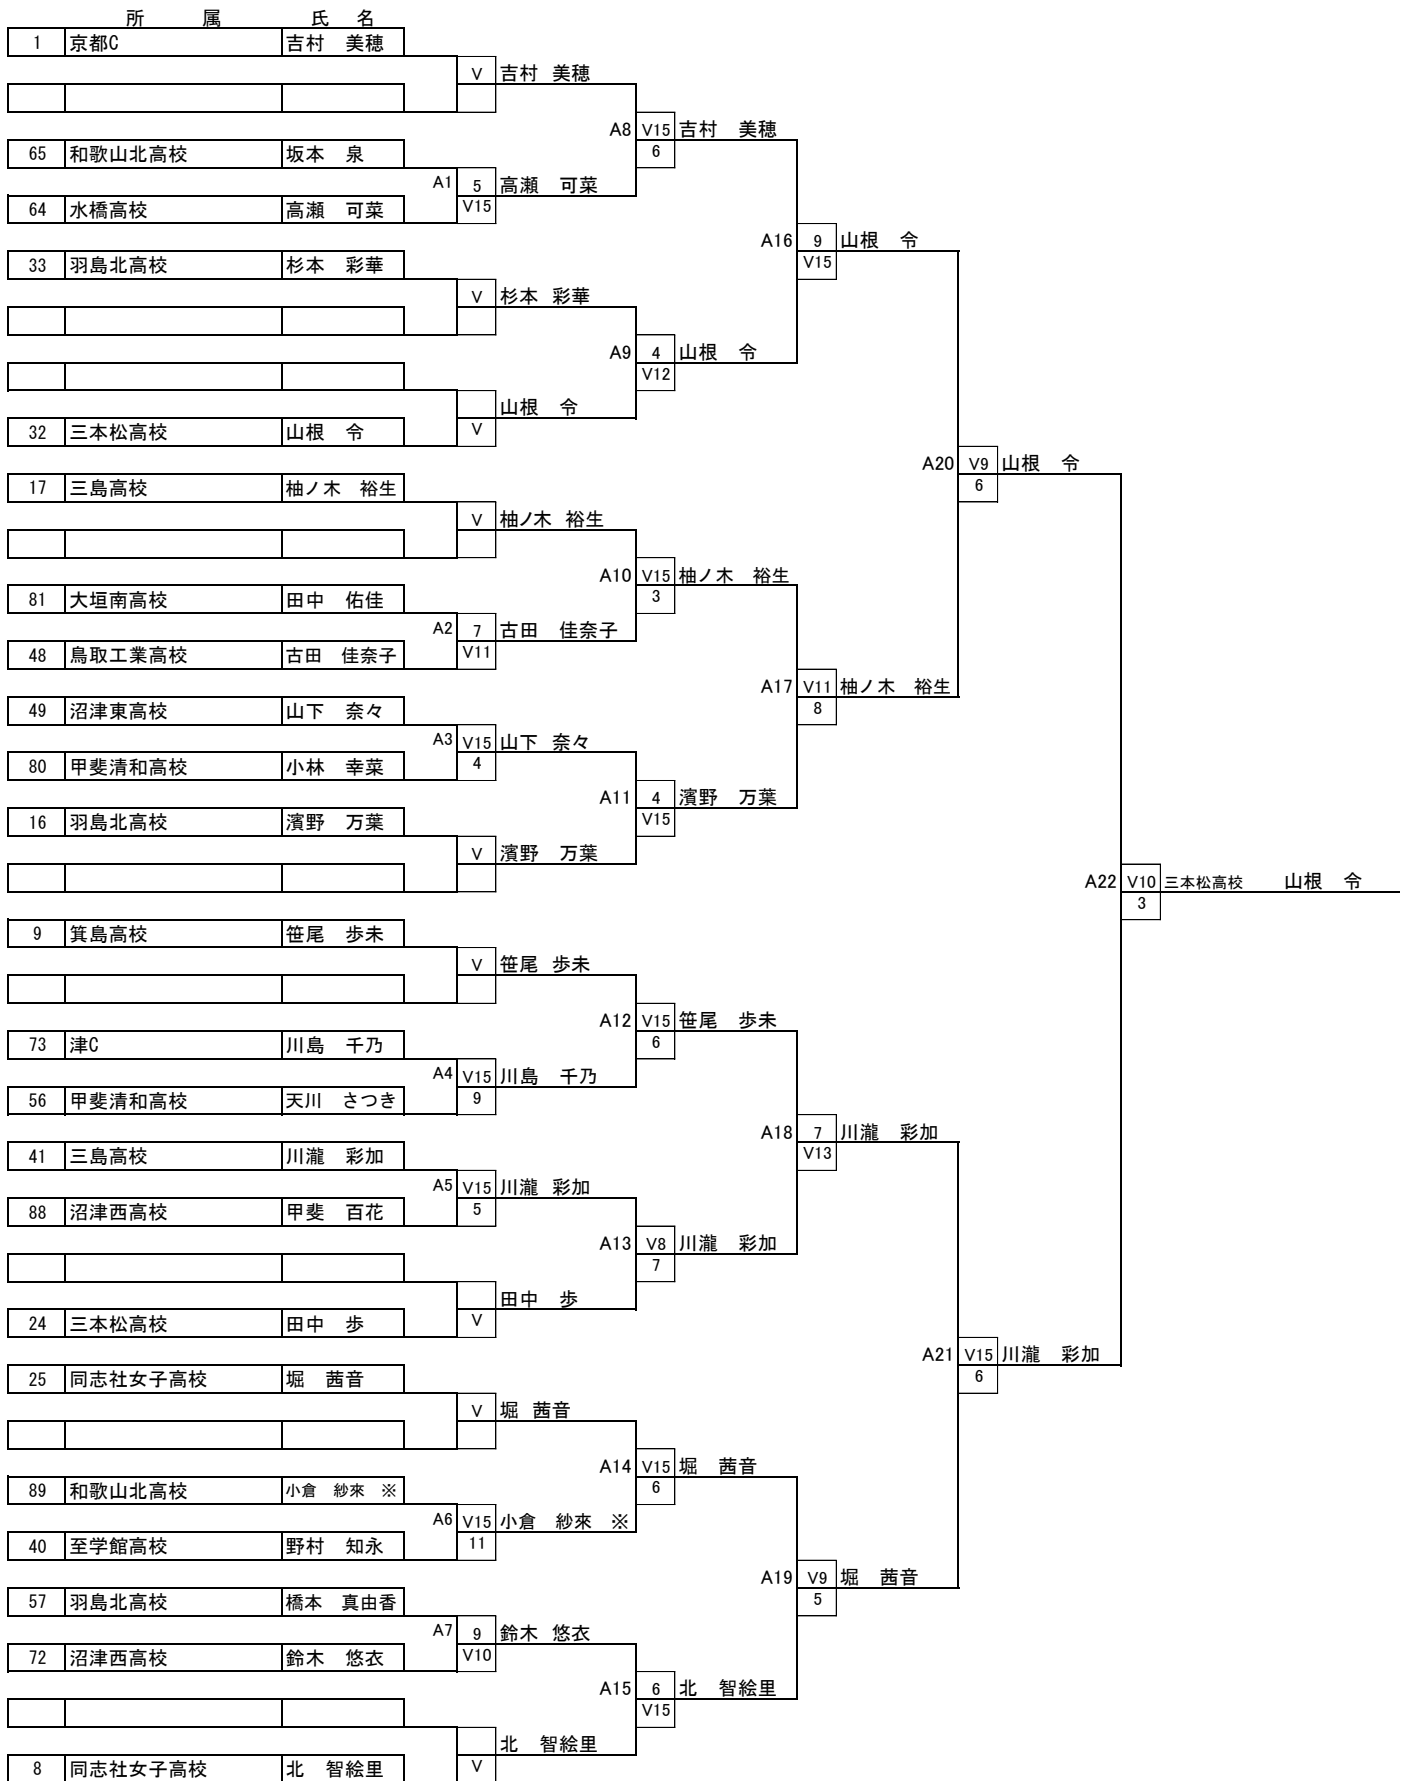 所　属　氏　名
1 京都C 吉村　美穂
V 吉村 美穂
A8 V15 吉村　美穂
6
65 和歌山北高校 坂本　泉
A1 5 高瀬　可菜
V15
64 水橋高校 高瀬　可菜
A16 9 山根　令
V15
33 羽島北高校 杉本　彩華
V 杉本 彩華
A9 4 山根　令
V12
山根　令
V
32 三本松高校 山根　令
A20 V9 山根　令
6
17 三島高校 柚ノ木　裕生
V 柚ノ木 裕生
A10 V15 柚ノ木　裕生
3
81 大垣南高校 田中　佑佳
A2 7 古田　佳奈子
V11
48 鳥取工業高校 古田　佳奈子
A17 V11 柚ノ木　裕生
8
49 沼津東高校 山下　奈々
A3 V15 山下 奈々
4
80 甲斐清和高校 小林　幸菜
A11 4 濱野　万葉
V15
16 羽島北高校 濱野　万葉
V 濱野　万葉
A22 V10 三本松高校　山根　令
3
9 箕島高校 笹尾　歩未
V 笹尾 歩未
A12 V15 笹尾　歩未
6
73 津C 川島　千乃
A4 V15 川島　千乃
9
56 甲斐清和高校 天川　さつき
A18 7 川瀧　彩加
V13
41 三島高校 川瀧　彩加
A5 V15 川瀧 彩加
5
88 沼津西高校 甲斐　百花
A13 V8 川瀧　彩加
7
田中　歩
V
24 三本松高校 田中　歩
A21 V15 川瀧　彩加
6
25 同志社女子高校 堀　茜音
V 堀 茜音
A14 V15 堀　茜音
6
89 和歌山北高校 小倉　紗來　※
A6 V15 小倉　紗來　※
11
40 至学館高校 野村　知永
A19 V9 堀　茜音
5
57 羽島北高校 橋本　真由香
A7 9 鈴木 悠衣
V10
72 沼津西高校 鈴木　悠衣
A15 6 北　智絵里
V15
北　智絵里
V
8 同志社女子高校 北　智絵里